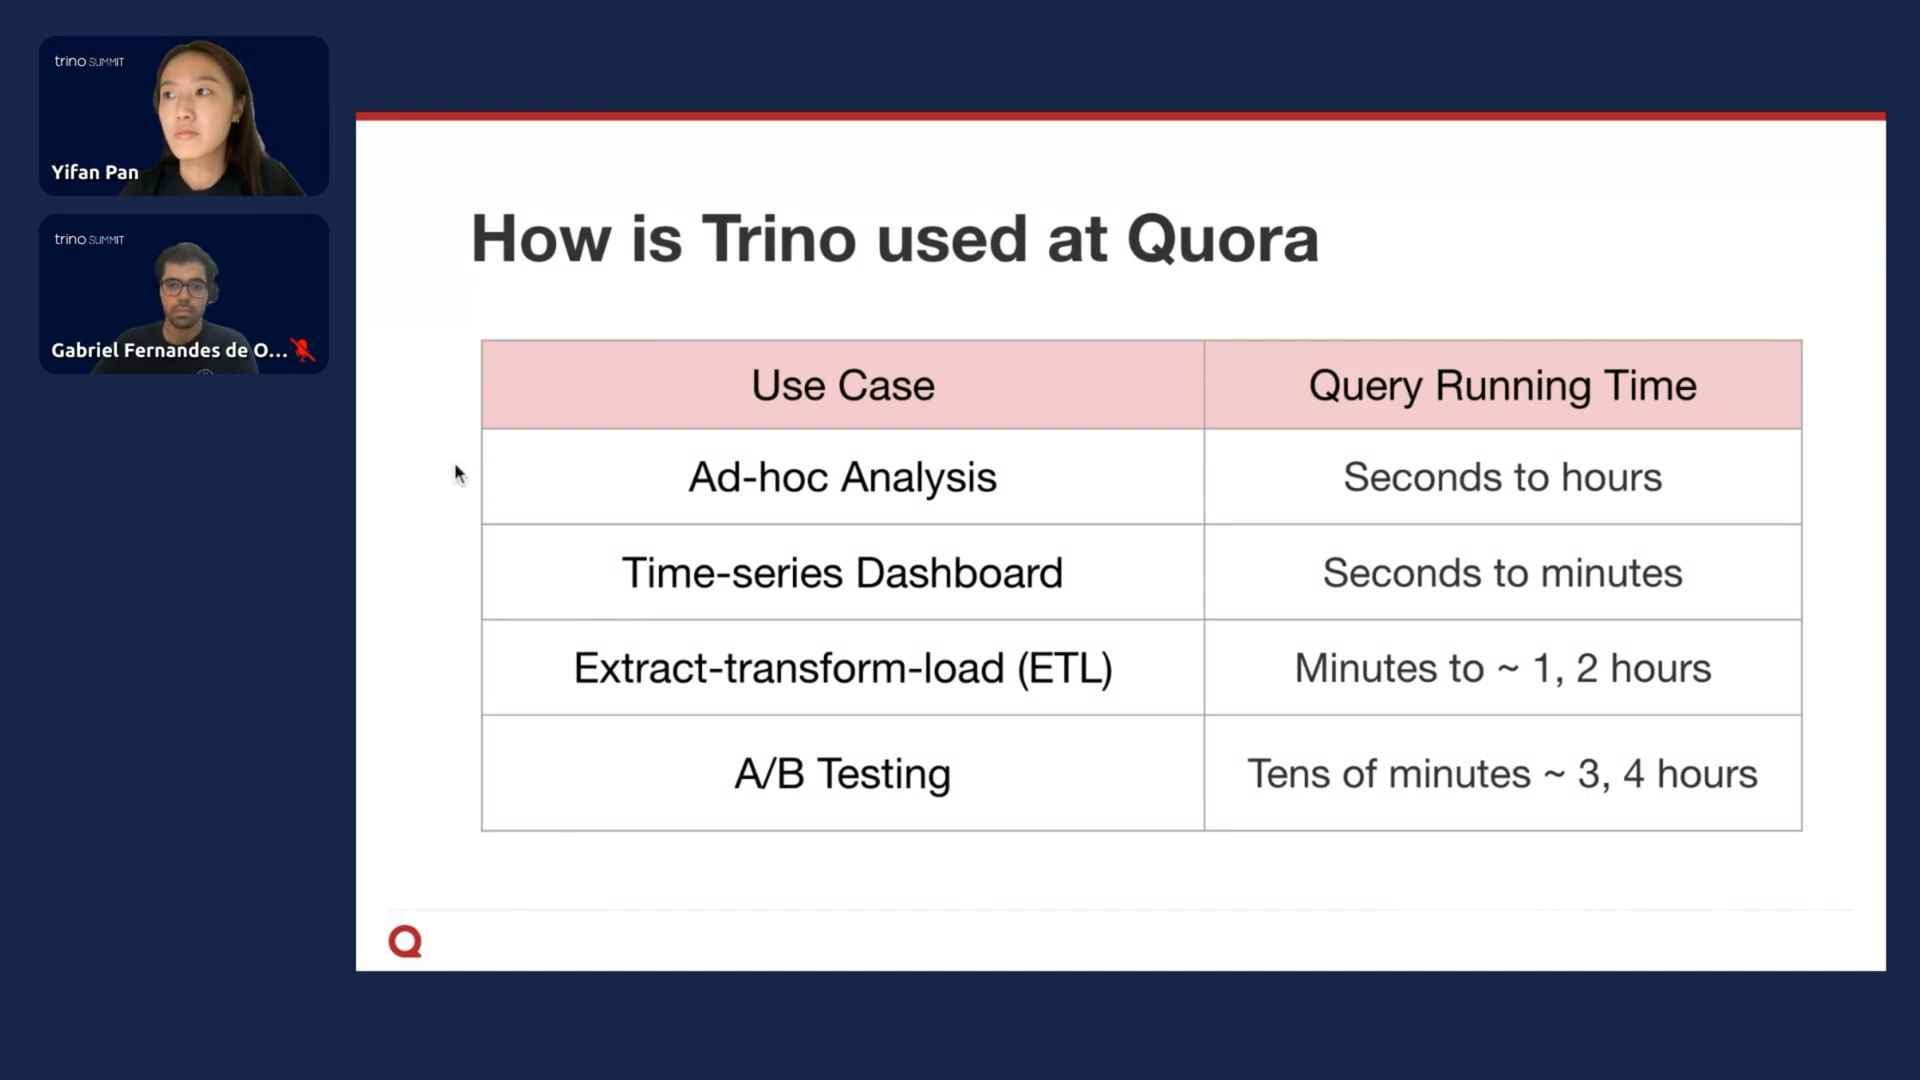 trino SUMMIT
Yifan Pan
trino SUMMIT
Gabriel Fernandes de O...
How is Trino used at Quora
Use Case
Query Running Time
Ad-hoc Analysis
Seconds to hours
Time-series Dashboard
Seconds to minutes
Extract-transform-load (ETL)
Minutes to ~ 1, 2 hours
A/B Testing
Tens of minutes ~ 3, 4 hours
Q